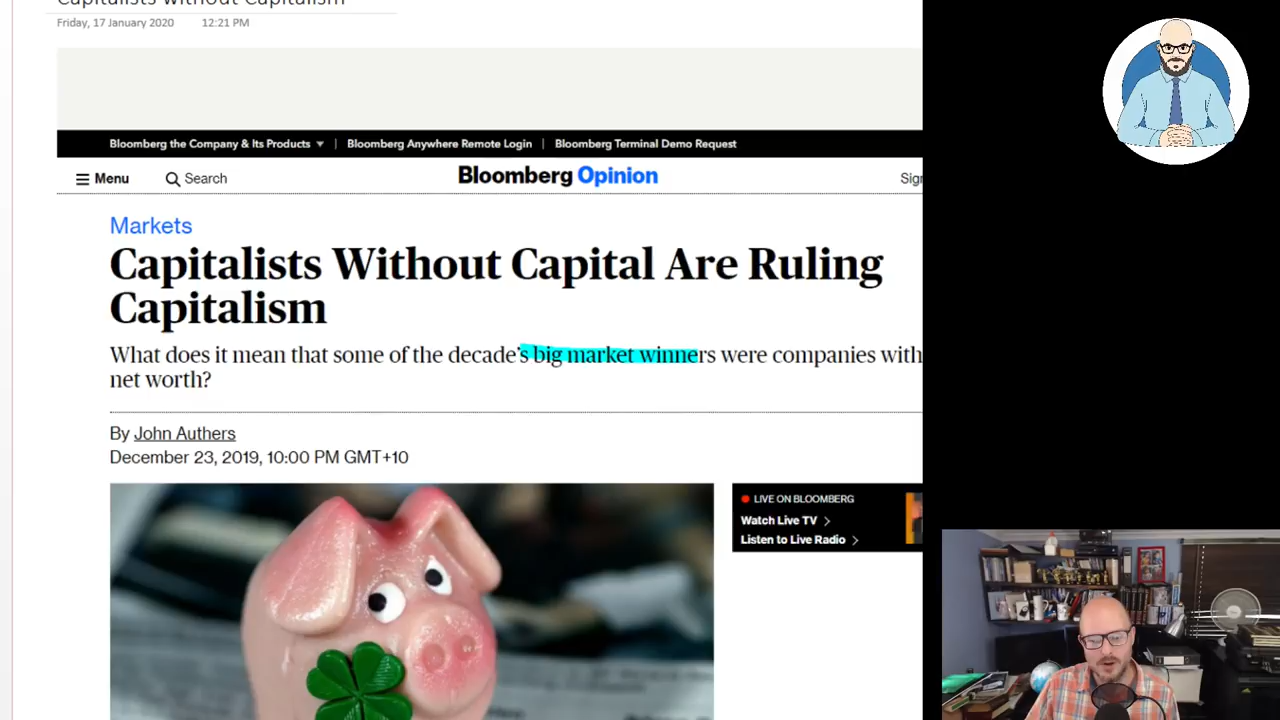 Capitalists without Capitalism
Friday, 17 January 2020 12:21 PM
Bloomberg the Company & Its Products ▾ | Bloomberg Anywhere Remote Login | Bloomberg Terminal Demo Request
Menu Search Bloomberg Opinion Sign
Markets
Capitalists Without Capital Are Ruling
Capitalism
What does it mean that some of the decade's big market winners were companies with
net worth?
By John Authers
December 23, 2019, 10:00 PM GMT+10
LIVE ON BLOOMBERG
Watch Live TV >
Listen to Live Radio >